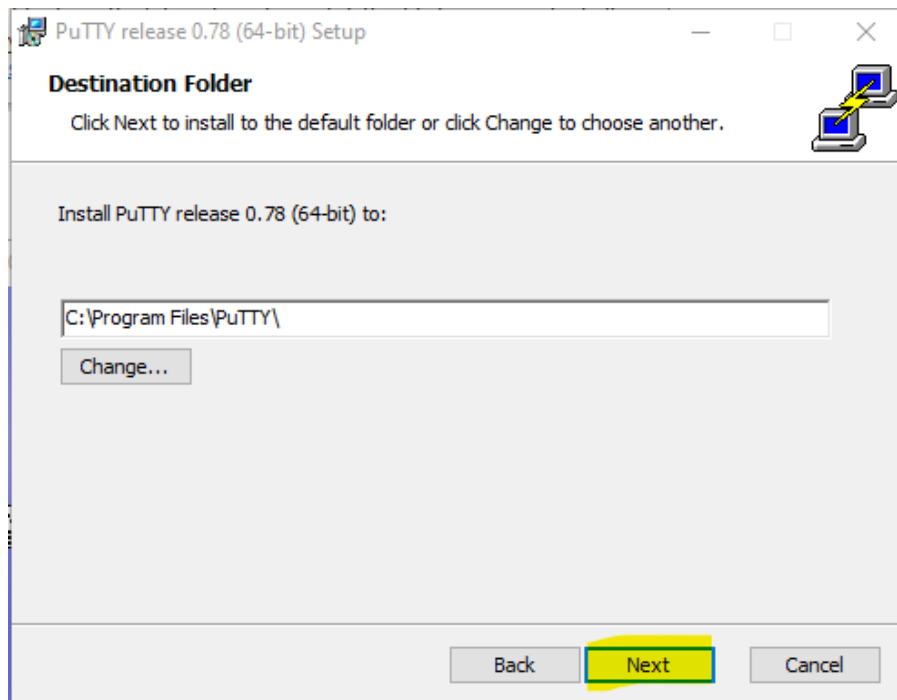 PuTTY release 0.78 (64-bit) Setup
Destination Folder
Click Next to install to the default folder or click Change to choose another.
Install PuTTY release 0.78 (64-bit) to:
C:\Program Files\PuTTY\
Change...
Back Next Cancel